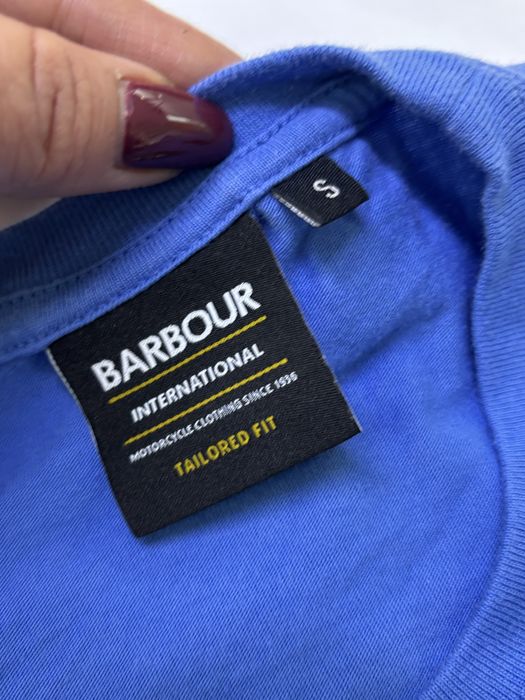 S
BARBOUR
INTERNATIONAL
MOTORCYCLE CLOTHING SINCE 1936
TAILORED FIT